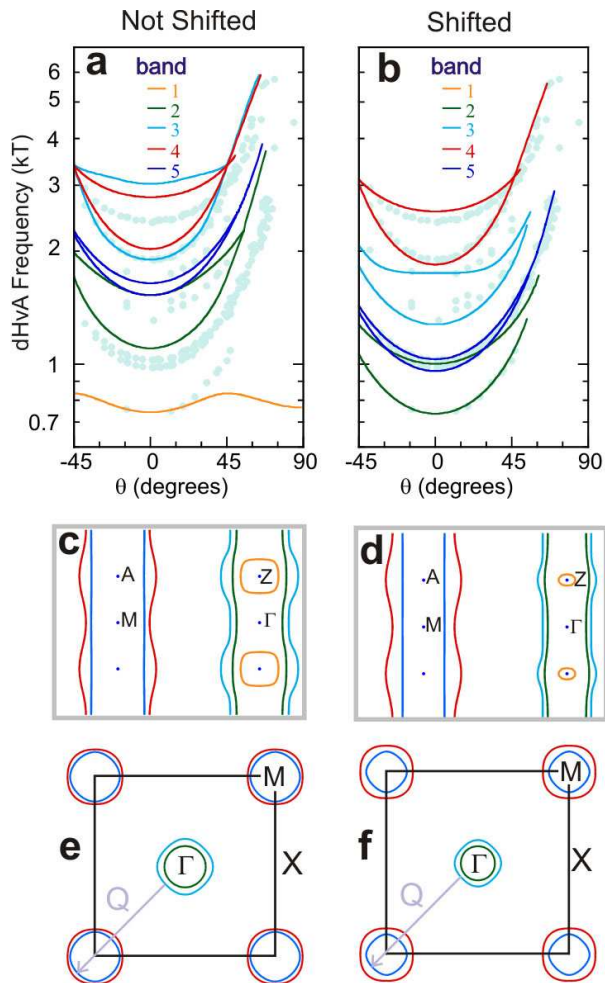 Not Shifted
Shifted
dHvA Frequency (kT)
6
5
4
3
2
1
0.7
a
band
1
2
3
4
5
-45
0
45
90
θ (degrees)
b
band
1
2
3
4
5
-45
0
45
90
θ (degrees)
c
A
M
Z
Γ
d
A
M
Z
Γ
e
M
Γ
X
Q
f
M
Γ
X
Q